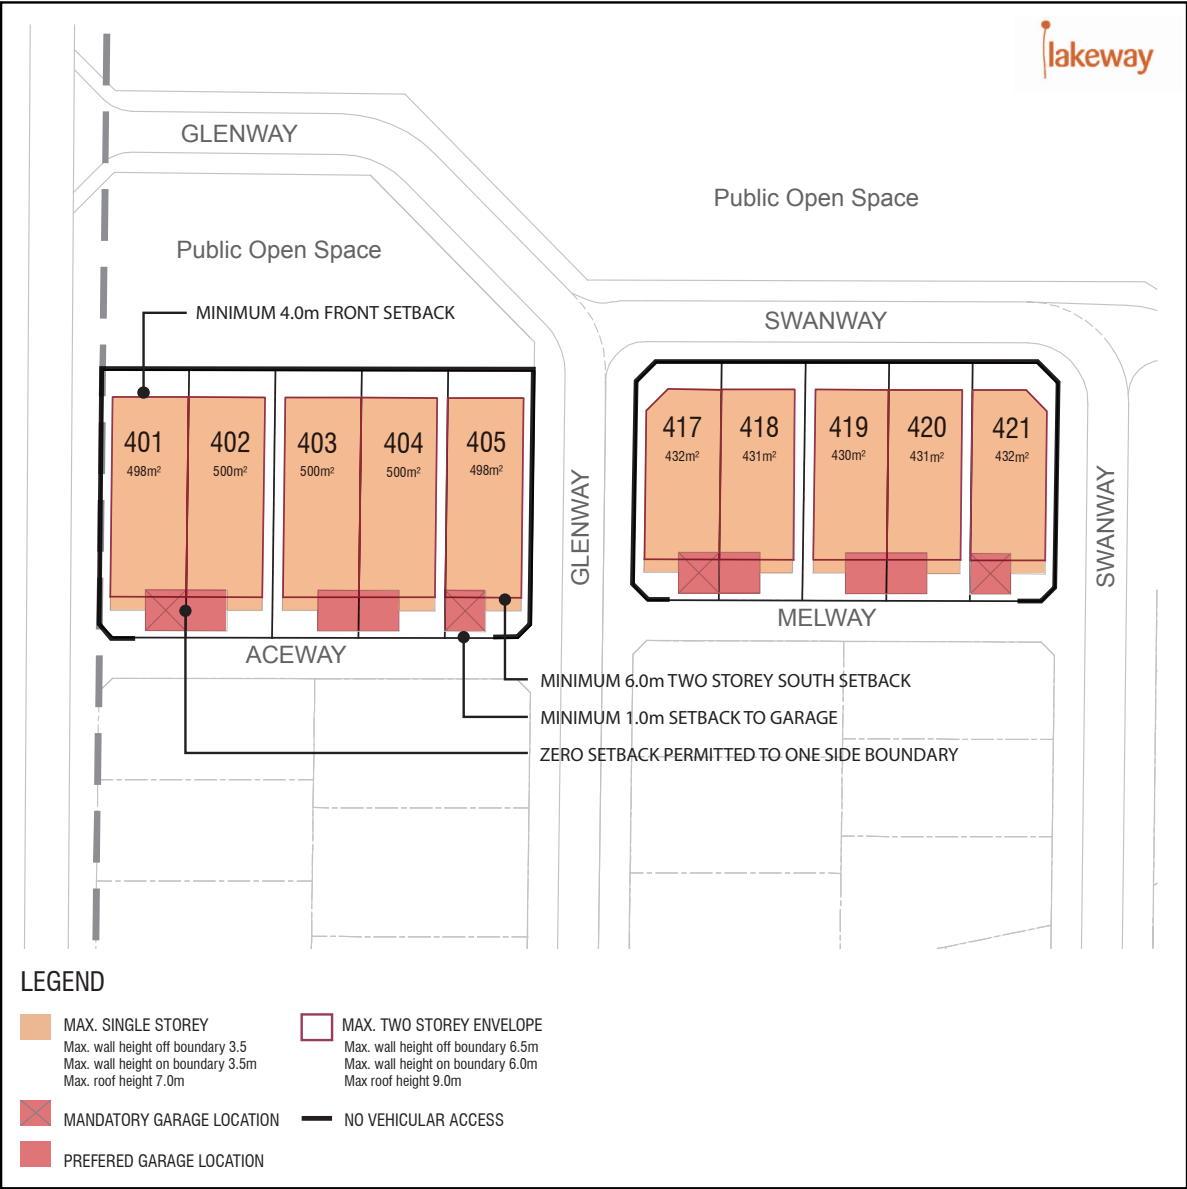 lakeway
GLENWAY
Public Open Space
Public Open Space
MINIMUM 4.0m FRONT SETBACK
SWANWAY
401
498m²
402
500m²
403
500m²
404
500m²
405
498m²
417
432m²
418
431m²
419
430m²
420
431m²
421
432m²
GLENWAY
SWANWAY
MELWAY
ACEWAY
MINIMUM 6.0m TWO STOREY SOUTH SETBACK
MINIMUM 1.0m SETBACK TO GARAGE
ZERO SETBACK PERMITTED TO ONE SIDE BOUNDARY
LEGEND
MAX. SINGLE STOREY
Max. wall height off boundary 3.5
Max. wall height on boundary 3.5m
Max. roof height 7.0m
MAX. TWO STOREY ENVELOPE
Max. wall height off boundary 6.5m
Max. wall height on boundary 6.0m
Max roof height 9.0m
MANDATORY GARAGE LOCATION
NO VEHICULAR ACCESS
PREFERED GARAGE LOCATION